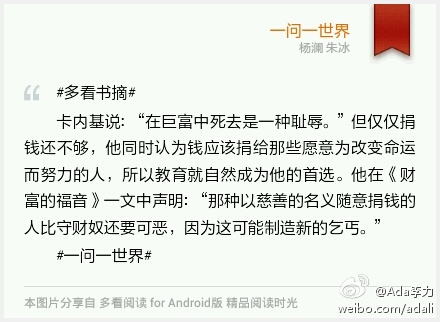 一问一世界
杨澜 朱冰
#多看书摘#
卡内基说:“在巨富中死去是一种耻辱。”但仅仅捐
钱还不够，他同时认为钱应该捐给那些愿意为改变命运
而努力的人，所以教育就自然成为他的首选。他在《财
富的福音》一文中声明:“那种以慈善的名义随意捐钱的
人比守财奴还要可恶，因为这可能制造新的乞丐。”
#一问一世界#
本图片分享自 多看阅读 for Android版 精品阅读时光
@Ada李力
weibo.com/adali